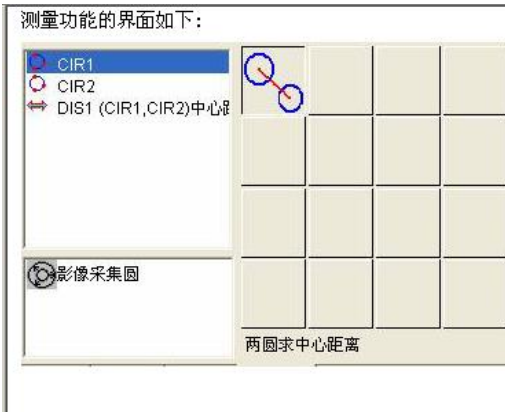 测量功能的界面如下：
CIR1
CIR2
DIS1 (CIR1,CIR2)中心距
影像采集圆
两圆求中心距离